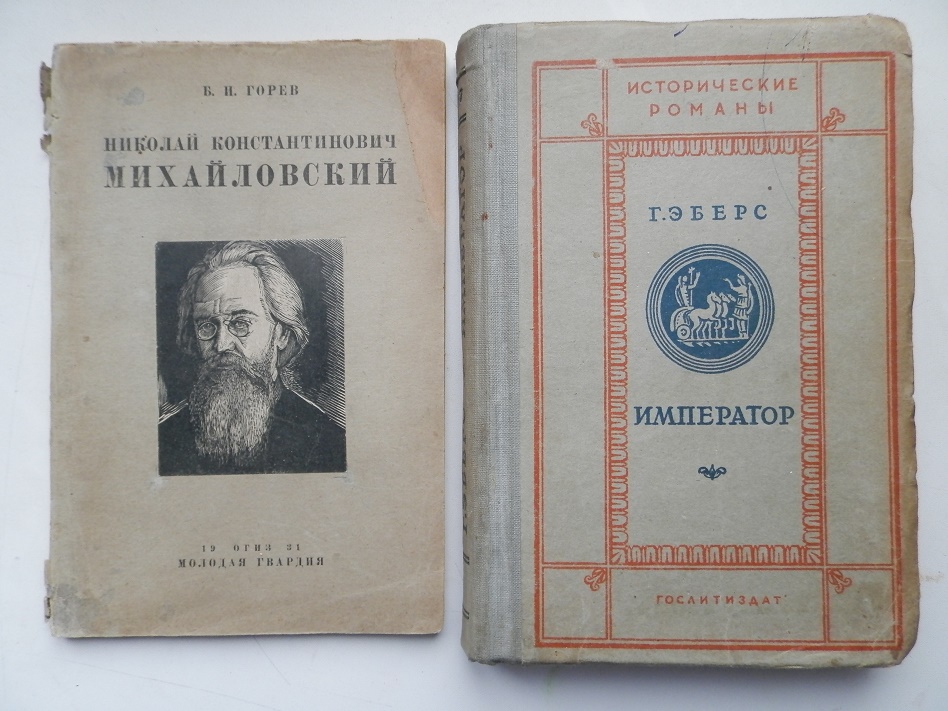 Б. И. ГОРЕВ
НИКОЛАЙ КОНСТАНТИНОВИЧ
МИХАЙЛОВСКИЙ
19 ОГИЗ 31
МОЛОДАЯ ГВАРДИЯ
ИСТОРИЧЕСКИЕ
РОМАНЫ
Г. ЭБЕРС
ИМПЕРАТОР
ГОСЛИТИЗДАТ